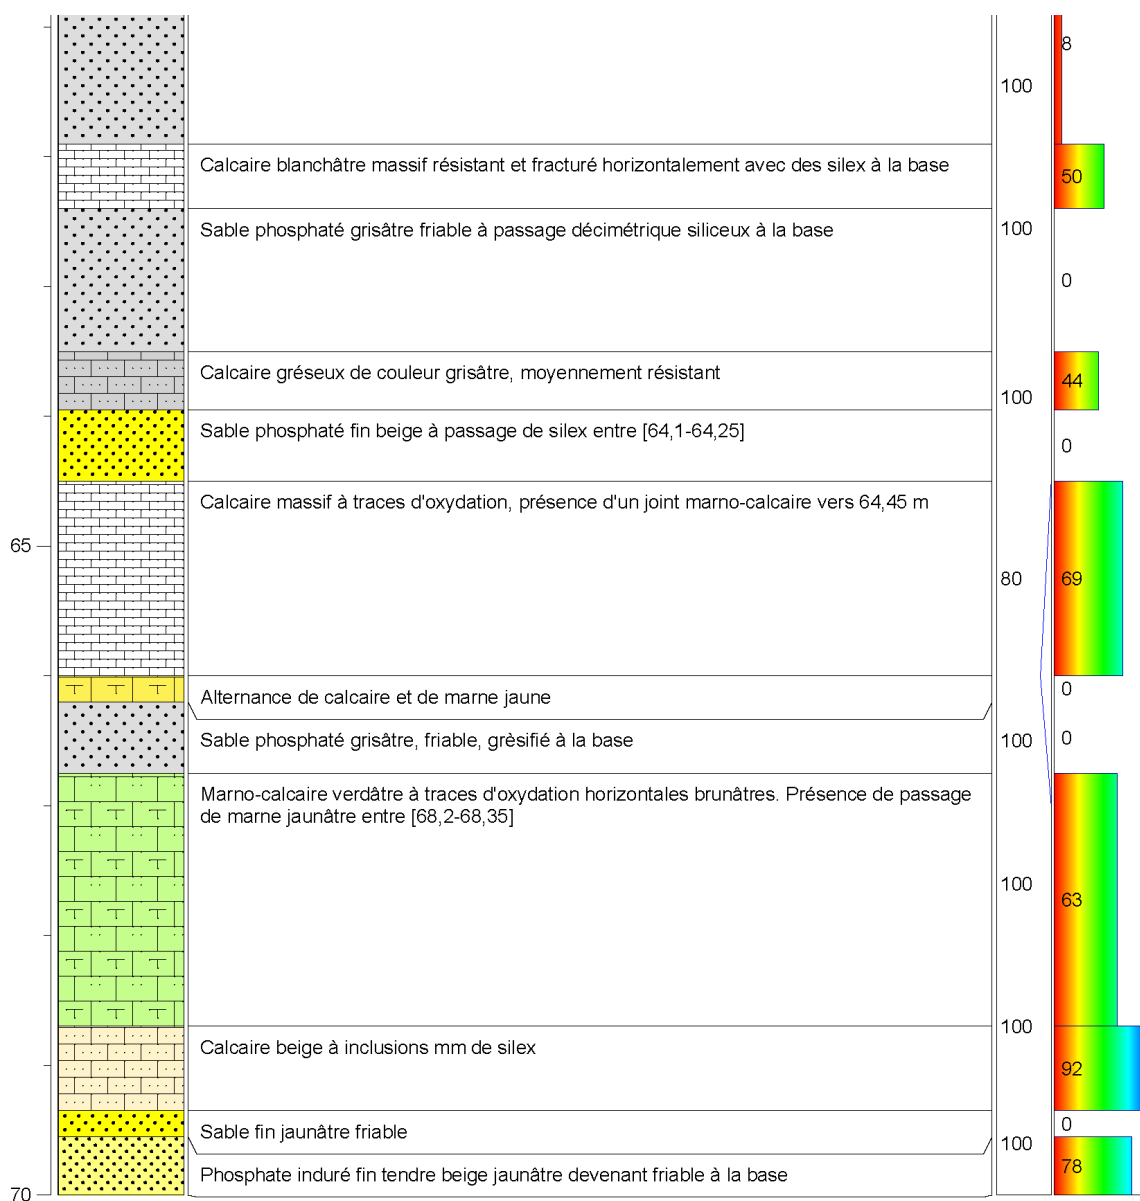 8
100
Calcaire blanchâtre massif résistant et fracturé horizontalement avec des silex à la base
50
Sable phosphaté grisâtre friable à passage décimétrique siliceux à la base
100
0
Calcaire gréseux de couleur grisâtre, moyennement résistant
44
100
Sable phosphaté fin beige à passage de silex entre [64,1-64,25]
0
Calcaire massif à traces d'oxydation, présence d'un joint marno-calcaire vers 64,45 m
65
80
69
Alternance de calcaire et de marne jaune
0
Sable phosphaté grisâtre, friable, grèsifié à la base
100
0
Marno-calcaire verdâtre à traces d'oxydation horizontales brunâtres. Présence de passage
de marne jaunâtre entre [68,2-68,35]
100
63
100
Calcaire beige à inclusions mm de silex
92
Sable fin jaunâtre friable
0
100
Phosphate induré fin tendre beige jaunâtre devenant friable à la base
78
70